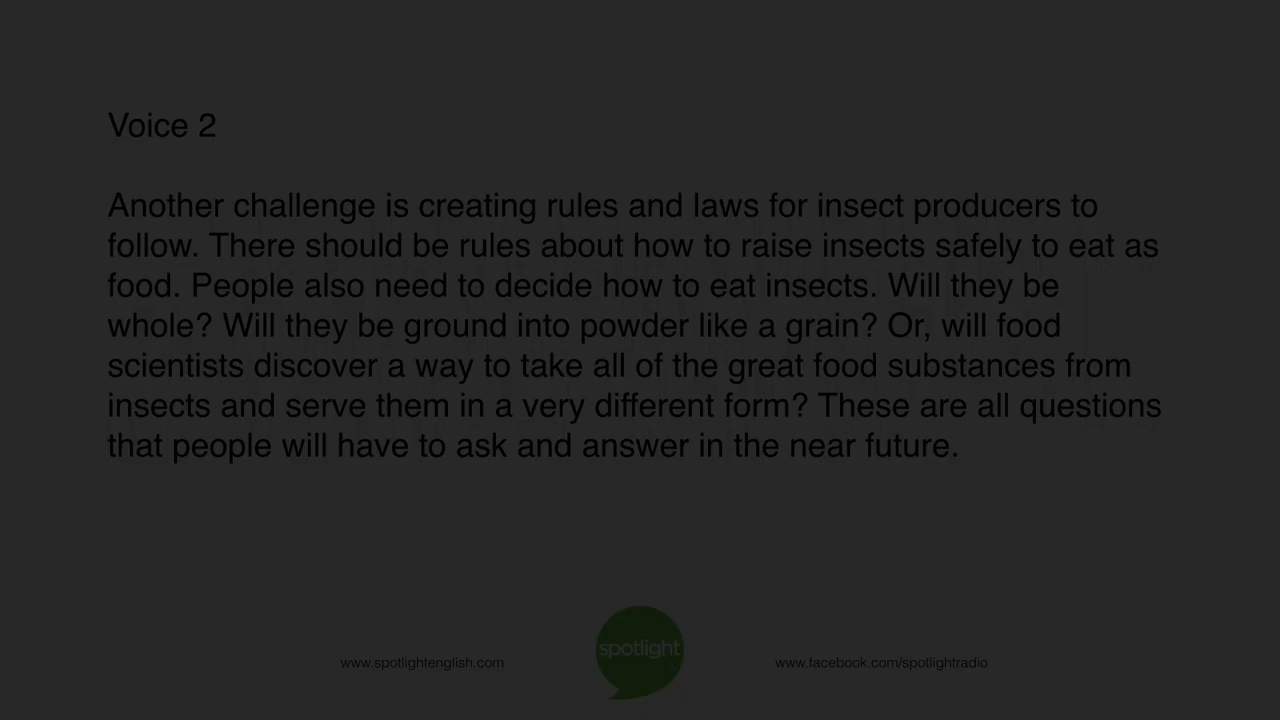 Voice 2
Another challenge is creating rules and laws for insect producers to
follow. There should be rules about how to raise insects safely to eat as
food. People also need to decide how to eat insects. Will they be
whole? Will they be ground into powder like a grain? Or, will food
scientists discover a way to take all of the great food substances from
insects and serve them in a very different form? These are all questions
that people will have to ask and answer in the near future.
www.spotlightenglish.com
spotlight
www.facebook.com/spotlightradio